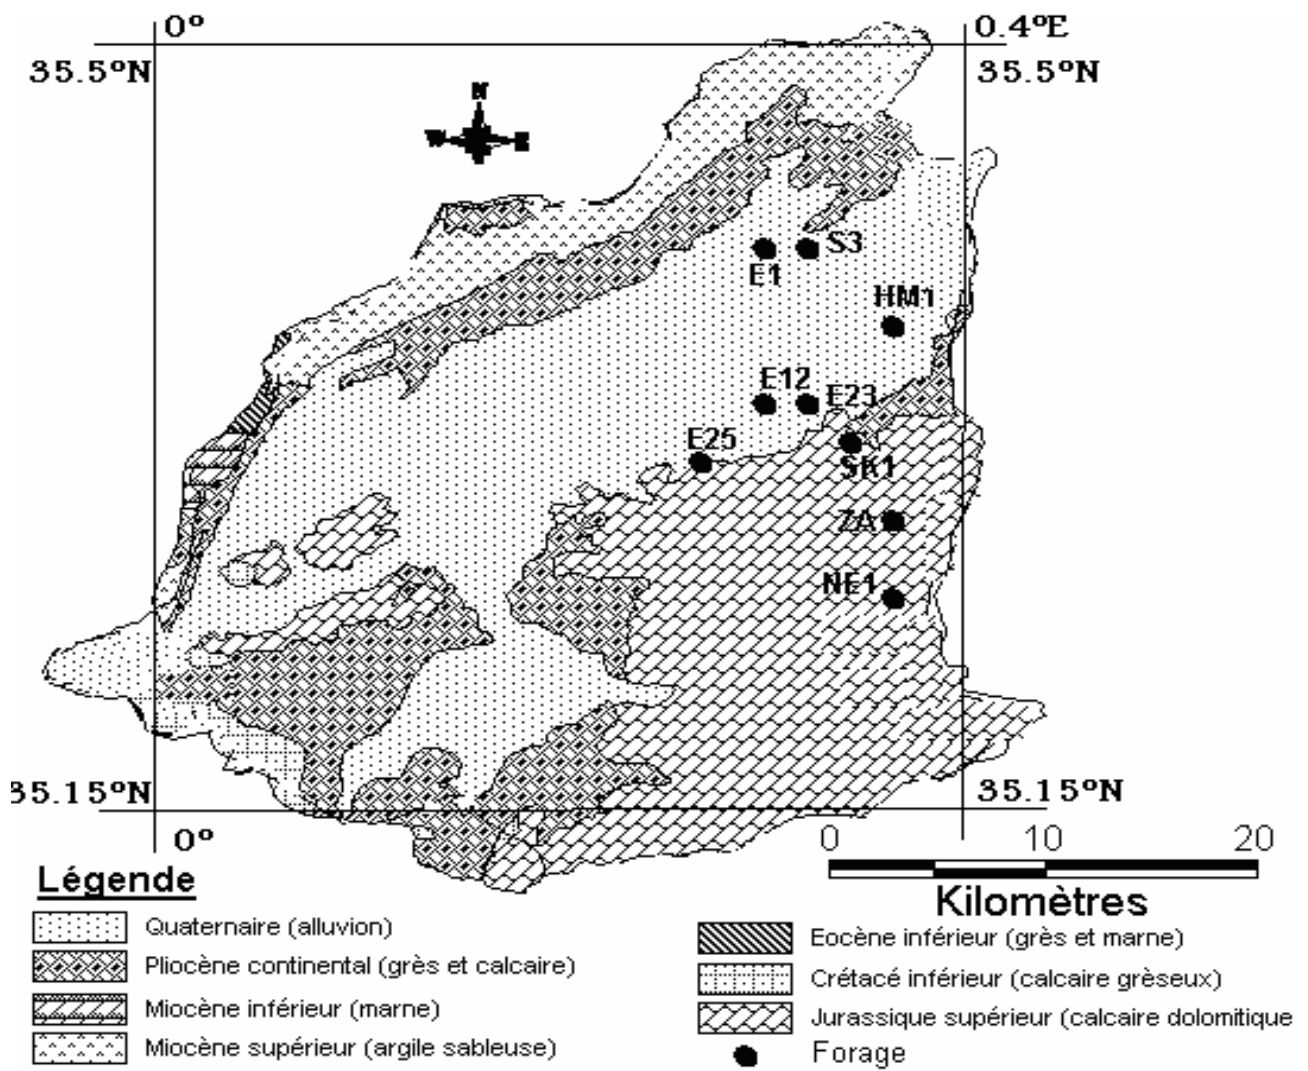 0°
0.4°E
35.5°N
35.5°N
N
W E
S3
E1
HM1
E12
E23
E25
SK1
ZA
NE1
35.15°N
35.15°N
0°
0 10 20
Kilomètres
Légende
Quaternaire (alluvion)
Pliocène continental (grès et calcaire)
Miocène inférieur (marne)
Miocène supérieur (argile sableuse)
Eocène inférieur (grès et marne)
Crétacé inférieur (calcaire grèseux)
Jurassique supérieur (calcaire dolomitique
Forage